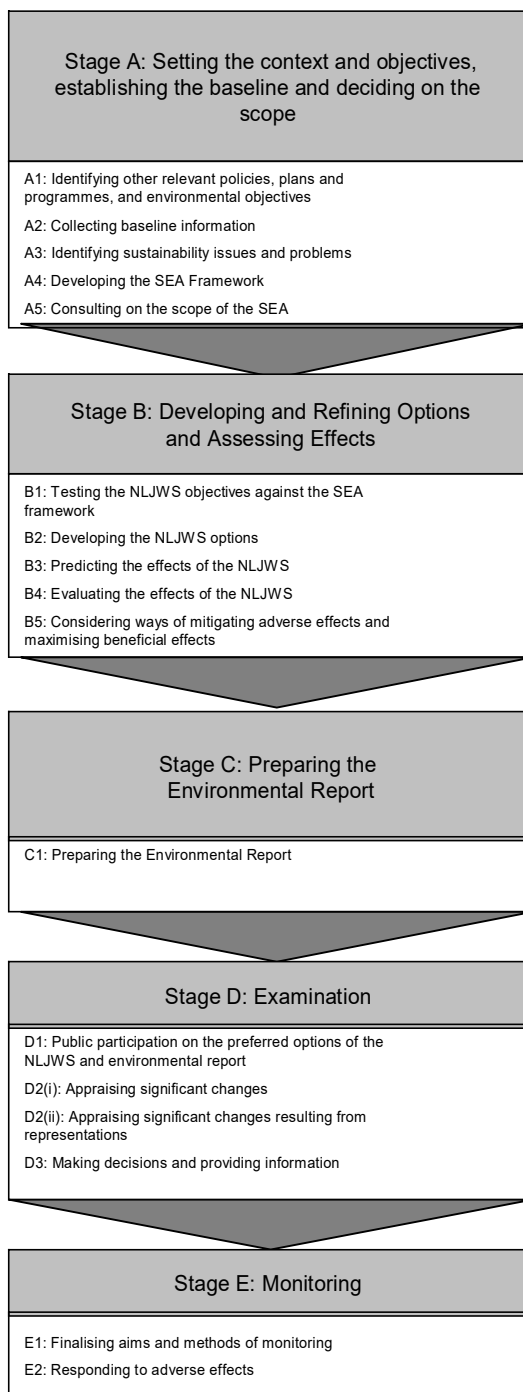 Stage A: Setting the context and objectives,
establishing the baseline and deciding on the
scope
A1: Identifying other relevant policies, plans and
programmes, and environmental objectives
A2: Collecting baseline information
A3: Identifying sustainability issues and problems
A4: Developing the SEA Framework
A5: Consulting on the scope of the SEA
Stage B: Developing and Refining Options
and Assessing Effects
B1: Testing the NLJWS objectives against the SEA
framework
B2: Developing the NLJWS options
B3: Predicting the effects of the NLJWS
B4: Evaluating the effects of the NLJWS
B5: Considering ways of mitigating adverse effects and
maximising beneficial effects
Stage C: Preparing the
Environmental Report
C1: Preparing the Environmental Report
Stage D: Examination
D1: Public participation on the preferred options of the
NLJWS and environmental report
D2(i): Appraising significant changes
D2(ii): Appraising significant changes resulting from
representations
D3: Making decisions and providing information
Stage E: Monitoring
E1: Finalising aims and methods of monitoring
E2: Responding to adverse effects